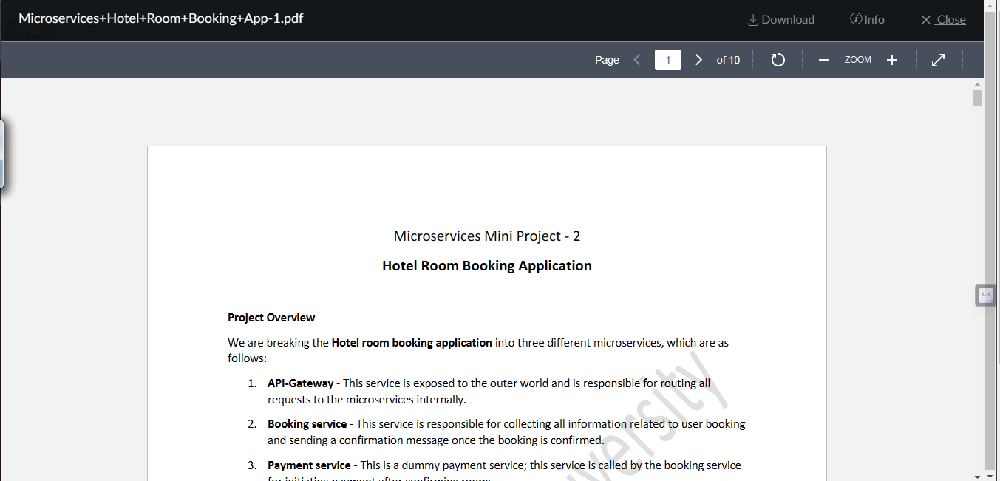 Microservices+Hotel+Room+Booking+App-1.pdf
Project - 2
Download
Info
Close
Page
1
of 10
ZOOM
Microservices Mini Project - 2
Hotel Room Booking Application
Project Overview
We are breaking the Hotel room booking application into three different microservices, which are as
follows:
1. API-Gateway - This service is exposed to the outer world and is responsible for routing all
requests to the microservices internally.
2. Booking service - This service is responsible for collecting all information related to user booking
and sending a confirmation message once the booking is confirmed.
3. Payment service - This is a dummy payment service; this service is called by the booking service
for initiating payment after confirming rooms.